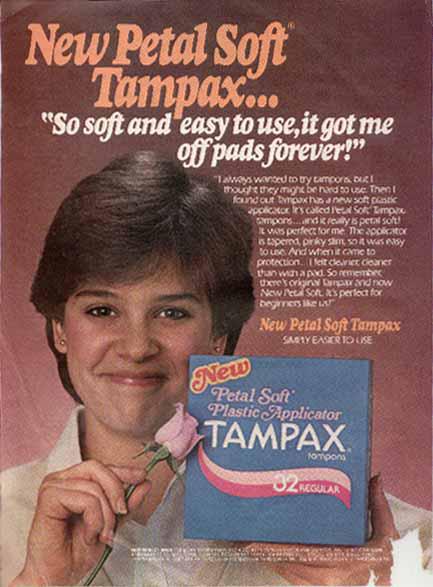 New Petal Soft®
Tampax...
"So soft and easy to use, it got me
off pads forever!"
"I always wanted to try tampons, but I
thought they might be hard to use. Then I
found out Tampax has a new soft plastic
applicator. It's called Petal Soft® Tampax
tampons...and it really is petal soft!
It was perfect for me. The applicator
is tapered, pinky slim, so it was easy
to use. And when it came to
protection...I felt cleaner, cleaner
than with a pad. So remember,
there's original Tampax and now
New Petal Soft. It's perfect for
beginners like us!"
New Petal Soft Tampax
SIMPLY EASIER TO USE
New
Petal Soft®
Plastic Applicator
TAMPAX®
tampons
32 REGULAR